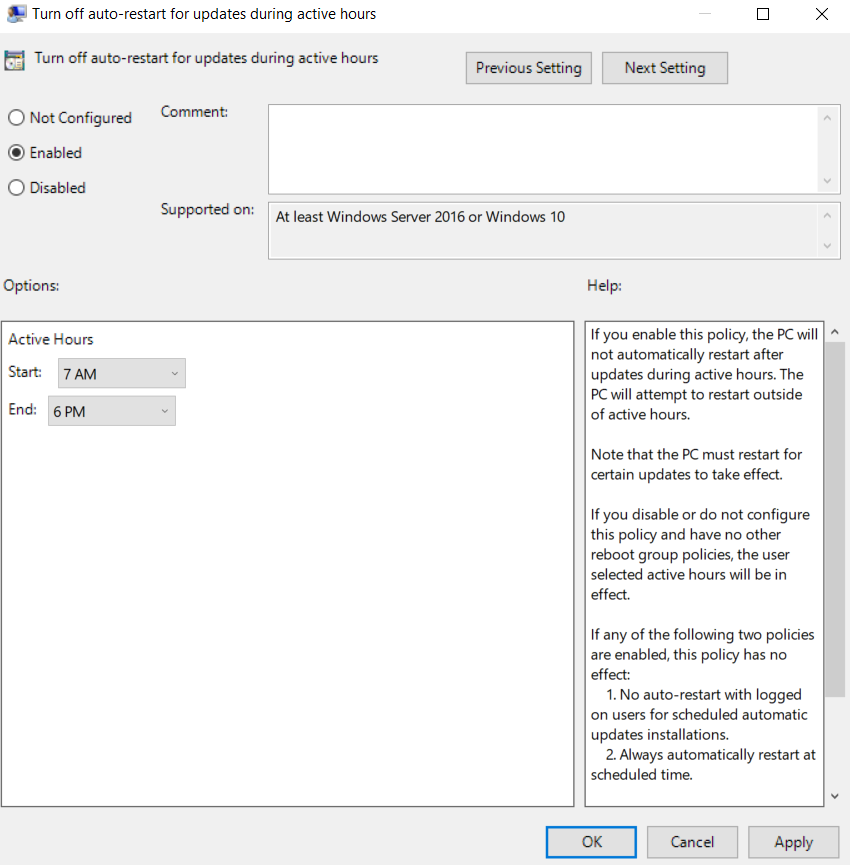 Turn off auto-restart for updates during active hours
Turn off auto-restart for updates during active hours
Previous Setting
Next Setting
Not Configured
Enabled
Disabled
Comment:
Supported on:
At least Windows Server 2016 or Windows 10
Options:
Help:
Active Hours
Start:
7 AM
End:
6 PM
If you enable this policy, the PC will
not automatically restart after
updates during active hours. The
PC will attempt to restart outside
of active hours.
Note that the PC must restart for
certain updates to take effect.
If you disable or do not configure
this policy and have no other
reboot group policies, the user
selected active hours will be in
effect.
If any of the following two policies
are enabled, this policy has no
effect:
1. No auto-restart with logged
on users for scheduled automatic
updates installations.
2. Always automatically restart at
scheduled time.
OK
Cancel
Apply